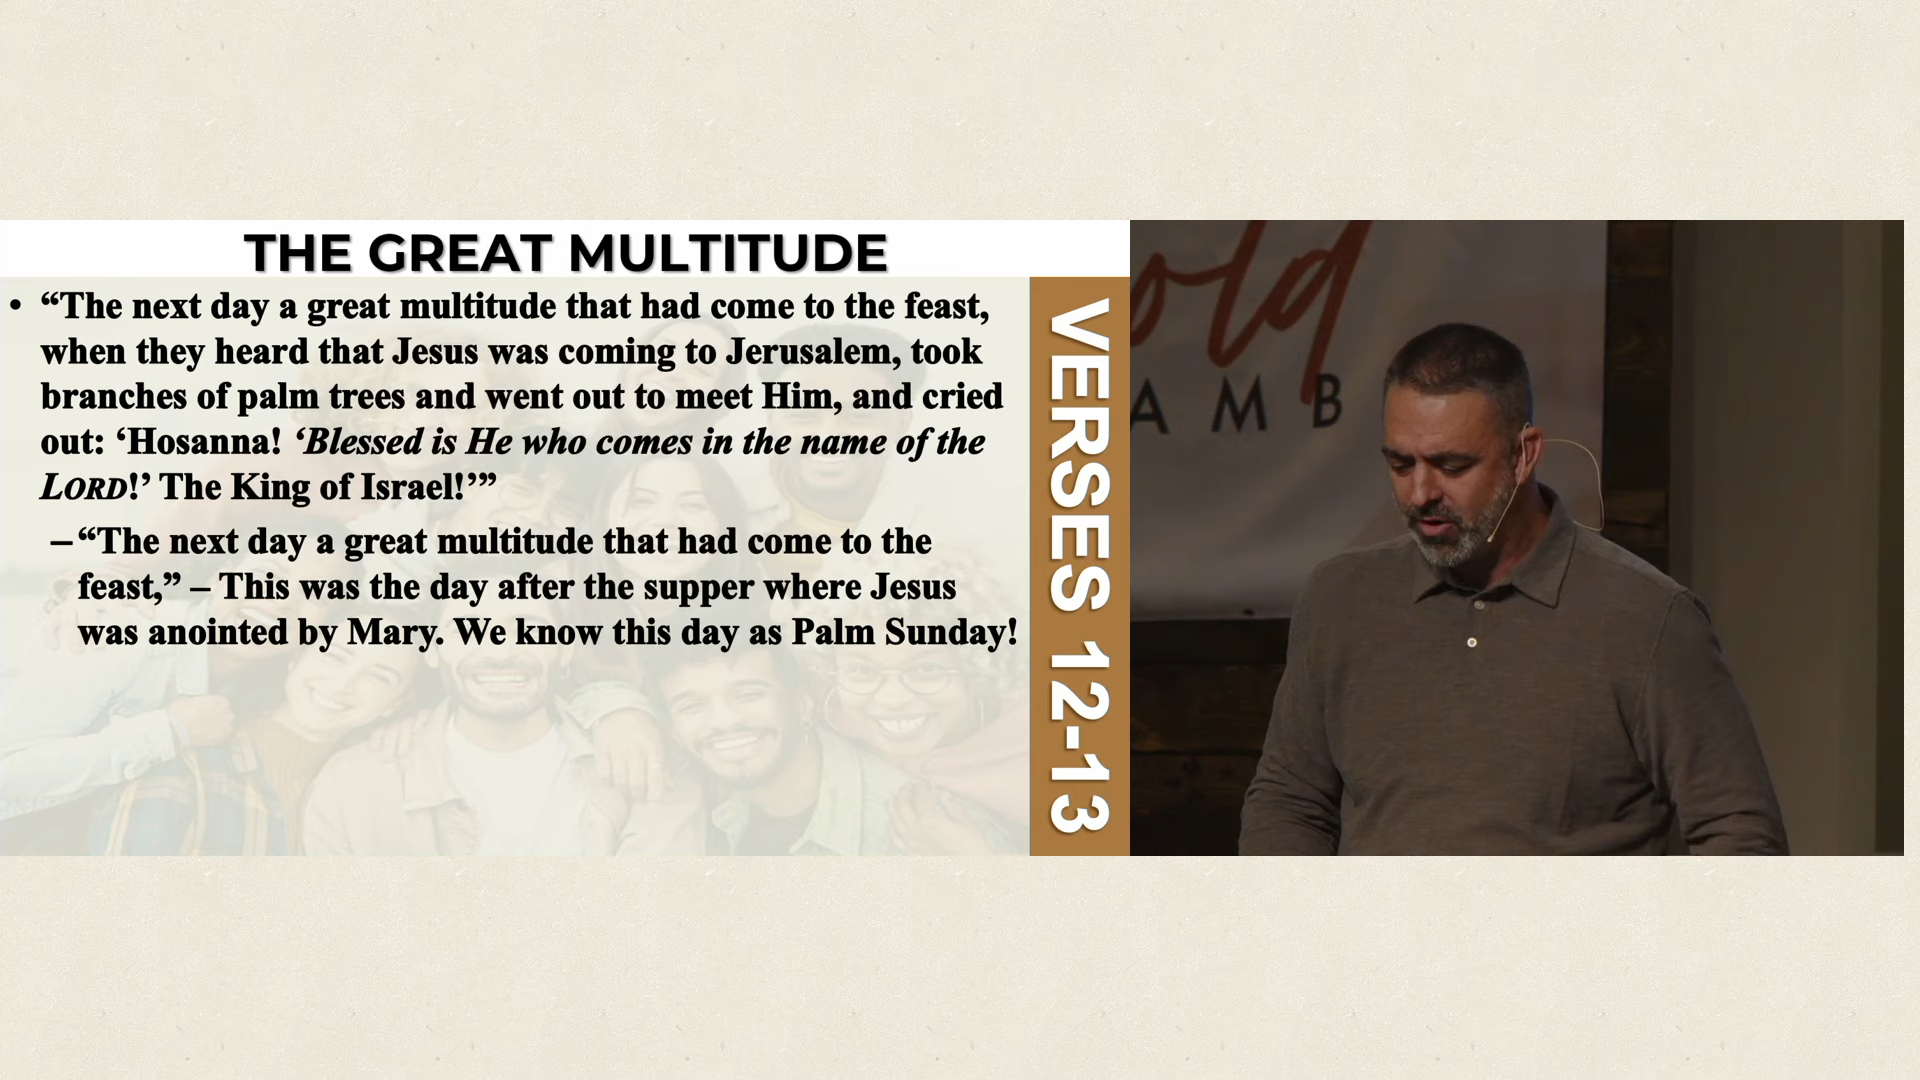 THE GREAT MULTITUDE
• “The next day a great multitude that had come to the feast,
when they heard that Jesus was coming to Jerusalem, took
branches of palm trees and went out to meet Him, and cried
out: ‘Hosanna! ‘Blessed is He who comes in the name of the
LORD!’ The King of Israel!’”
– “The next day a great multitude that had come to the
feast,” – This was the day after the supper where Jesus
was anointed by Mary. We know this day as Palm Sunday!
VERSES 12-13
old
AMB